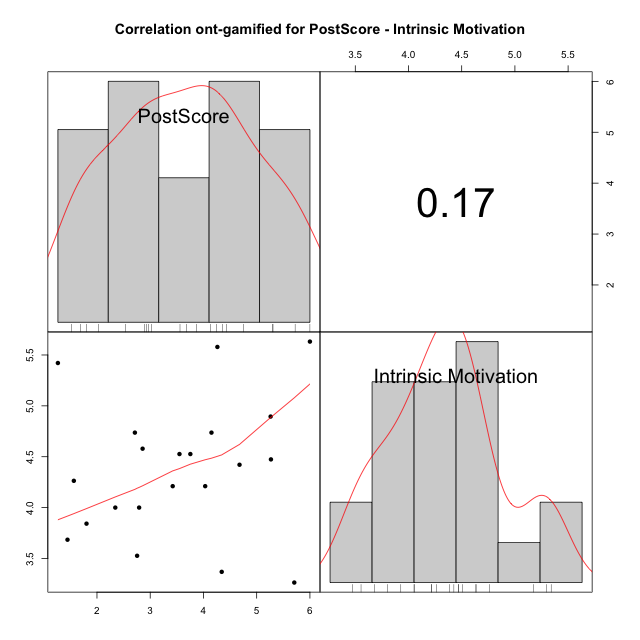 Correlation ont-gamified for PostScore - Intrinsic Motivation
3.5 4.0 4.5 5.0 5.5
PostScore
0.17
6
5
4
3
2
Intrinsic Motivation
5.5
5.0
4.5
4.0
3.5
2 3 4 5 6